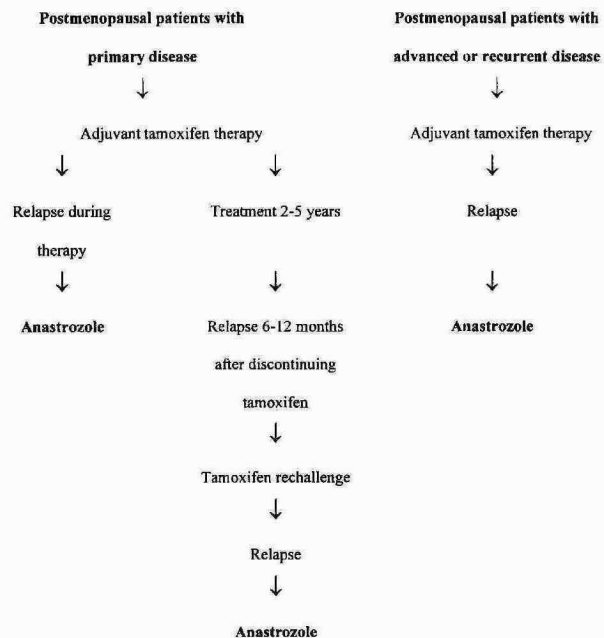 Postmenopausal patients with
primary disease
↓
Adjuvant tamoxifen therapy
↓
Relapse during
therapy
↓
Anastrozole
↓
Treatment 2-5 years
↓
Relapse 6-12 months
after discontinuing
tamoxifen
↓
Tamoxifen rechallenge
↓
Relapse
↓
Anastrozole
Postmenopausal patients with
advanced or recurrent disease
↓
Adjuvant tamoxifen therapy
↓
Relapse
↓
Anastrozole